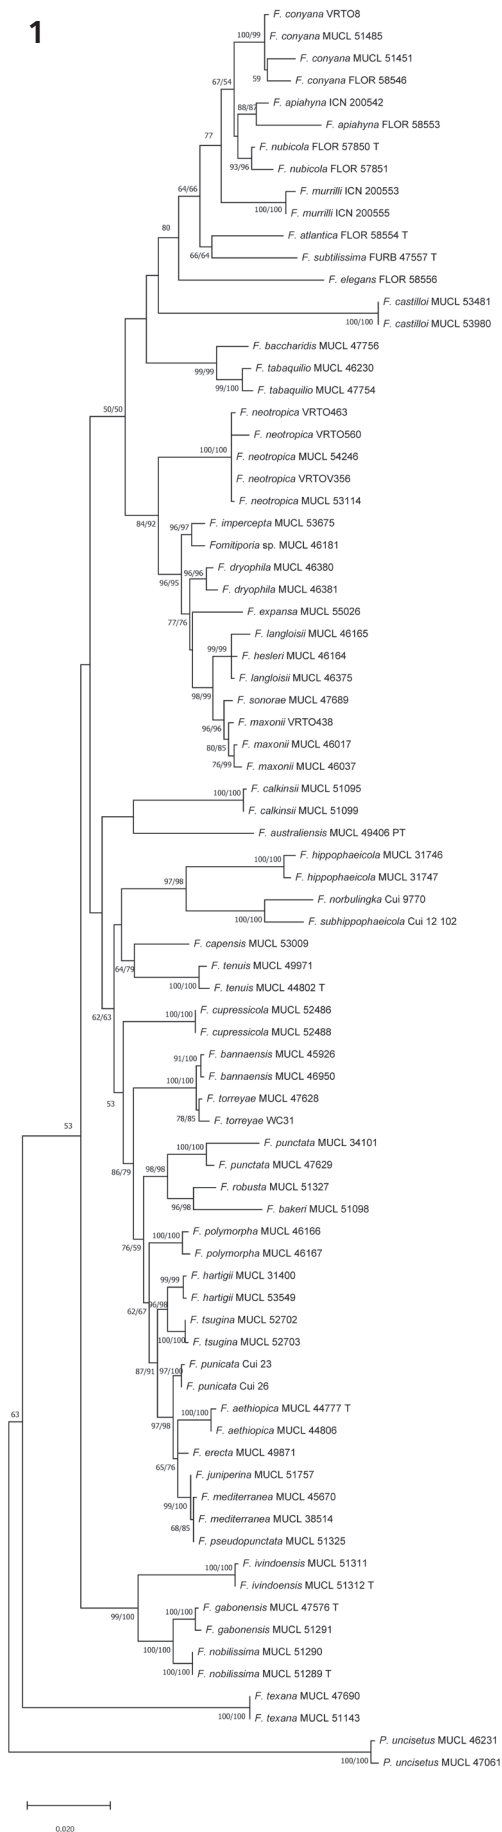 1
F. conyana VRTO8
100/99
F. conyana MUCL 51485
F. conyana MUCL 51451
59
F. conyana FLOR 58546
67/54
F. apiahyna ICN 200542
88/87
F. apiahyna FLOR 58553
77
F. nubicola FLOR 57850 T
93/96
F. nubicola FLOR 57851
64/66
F. murrilli ICN 200553
100/100
F. murrilli ICN 200555
80
F. atlantica FLOR 58554 T
66/64
F. subtilissima FURB 47557 T
F. elegans FLOR 58556
F. castilloi MUCL 53481
100/100
F. castilloi MUCL 53980
F. baccharidis MUCL 47756
99/99
F. tabaquilio MUCL 46230
99/100
F. tabaquilio MUCL 47754
50/50
F. neotropica VRTO463
F. neotropica VRTO560
100/100
F. neotropica MUCL 54246
F. neotropica VRTOV356
F. neotropica MUCL 53114
84/92
F. impercepta MUCL 53675
96/97
Fomitiporia sp. MUCL 46181
96/95
F. dryophila MUCL 46380
96/96
F. dryophila MUCL 46381
77/76
F. expansa MUCL 55026
F. langloisii MUCL 46165
99/99
F. hesleri MUCL 46164
F. langloisii MUCL 46375
98/99
F. sonorae MUCL 47689
96/96
F. maxonii VRTO438
80/85
F. maxonii MUCL 46017
76/99
F. maxonii MUCL 46037
F. calkinsii MUCL 51095
100/100
F. calkinsii MUCL 51099
F. australiensis MUCL 49406 PT
F. hippophaeicola MUCL 31746
100/100
F. hippophaeicola MUCL 31747
97/98
F. norbulingka Cui 9770
100/100
F. subhippophaeicola Cui 12 102
F. capensis MUCL 53009
64/79
F. tenuis MUCL 49971
100/100
F. tenuis MUCL 44802 T
62/63
F. cupressicola MUCL 52486
100/100
F. cupressicola MUCL 52488
F. bannaensis MUCL 45926
91/100
F. bannaensis MUCL 46950
100/100
F. torreyae MUCL 47628
53
78/85
F. torreyae WC31
53
F. punctata MUCL 34101
100/100
F. punctata MUCL 47629
86/79
98/98
F. robusta MUCL 51327
96/98
F. bakeri MUCL 51098
F. polymorpha MUCL 46166
76/59
100/100
F. polymorpha MUCL 46167
F. hartigii MUCL 31400
99/99
F. hartigii MUCL 53549
62/67
96/98
F. tsugina MUCL 52702
100/100
F. tsugina MUCL 52703
F. punicata Cui 23
87/91
97/100
F. punicata Cui 26
F. aethiopica MUCL 44777 T
100/100
F. aethiopica MUCL 44806
97/98
F. erecta MUCL 49871
65/76
F. juniperina MUCL 51757
F. mediterranea MUCL 45670
99/100
F. mediterranea MUCL 38514
68/85
F. pseudopunctata MUCL 51325
63
F. ivindoensis MUCL 51311
100/100
F. ivindoensis MUCL 51312 T
99/100
F. gabonensis MUCL 47576 T
100/100
F. gabonensis MUCL 51291
100/100
F. nobilissima MUCL 51290
100/100
F. nobilissima MUCL 51289 T
F. texana MUCL 47690
100/100
F. texana MUCL 51143
P. uncisetus MUCL 46231
100/100
P. uncisetus MUCL 47061
0.020